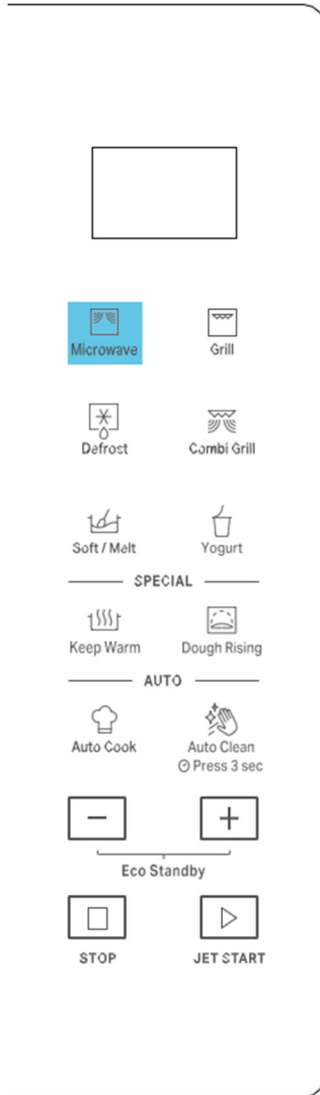 Microwave
Grill
Defrost
Combi Grill
Soft / Melt
Yogurt
SPECIAL
Keep Warm
Dough Rising
AUTO
Auto Cook
Auto Clean
Press 3 sec
Eco Standby
STOP
JET START